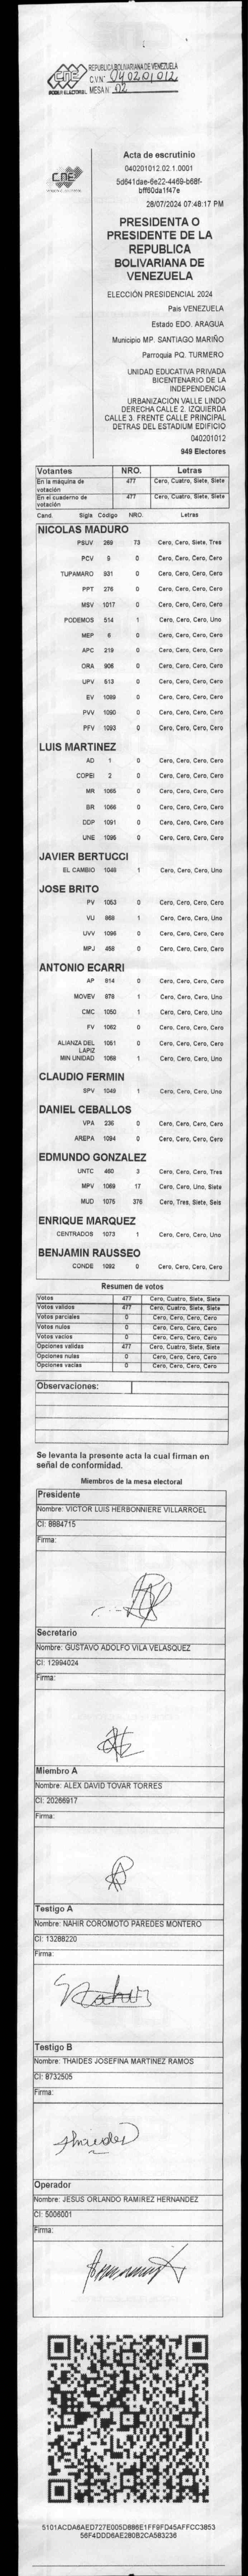 CNE
PODER ELECTORAL
REPUBLICA BOLIVARIANA DE VENEZUELA
C.V.N° 040201012
MESA N° 02
CNE
Acta de escrutinio
040201012.02.1.0001
28/07/2024 07:48:17 PM
PRESIDENTA O
PRESIDENTE DE LA
REPUBLICA
BOLIVARIANA DE
VENEZUELA
ELECCIÓN PRESIDENCIAL 2024
Pais VENEZUELA
Estado EDO. ARAGUA
Municipio MP. SANTIAGO MARIÑO
Parroquia PQ. TURMERO
UNIDAD EDUCATIVA PRIVADA
BICENTENARIO DE LA
INDEPENDENCIA
URBANIZACIÓN VALLE LINDO
DERECHA CALLE 2. IZQUIERDA
CALLE 3. FRENTE CALLE PRINCIPAL
DETRAS DEL ESTADIUM EDIFICIO
040201012
949 Electores
Votantes NRO. Letras
En la máquina de votación 477 Cero, Cuatro, Siete, Siete
En el cuaderno de votación 477 Cero, Cuatro, Siete, Siete
Cand. Sigla Código NRO. Letras
NICOLAS MADURO
PSUV 269 73 Cero, Cero, Siete, Tres
PCV 9 0 Cero, Cero, Cero, Cero
TUPAMARO 931 0 Cero, Cero, Cero, Cero
PPT 276 0 Cero, Cero, Cero, Cero
MSV 1017 0 Cero, Cero, Cero, Cero
PODEMOS 514 1 Cero, Cero, Cero, Uno
MEP 6 0 Cero, Cero, Cero, Cero
APC 219 0 Cero, Cero, Cero, Cero
ORA 906 0 Cero, Cero, Cero, Cero
UPV 513 0 Cero, Cero, Cero, Cero
EV 1089 0 Cero, Cero, Cero, Cero
PVV 1090 0 Cero, Cero, Cero, Cero
PFV 1093 0 Cero, Cero, Cero, Cero
LUIS MARTINEZ
AD 1 0 Cero, Cero, Cero, Cero
COPEI 2 0 Cero, Cero, Cero, Cero
MR 1065 0 Cero, Cero, Cero, Cero
BR 1066 0 Cero, Cero, Cero, Cero
DDP 1091 0 Cero, Cero, Cero, Cero
UNE 1095 0 Cero, Cero, Cero, Cero
JAVIER BERTUCCI
EL CAMBIO 1048 1 Cero, Cero, Cero, Uno
JOSE BRITO
PV 1053 0 Cero, Cero, Cero, Cero
VU 868 1 Cero, Cero, Cero, Uno
UVV 1096 0 Cero, Cero, Cero, Cero
MPJ 458 0 Cero, Cero, Cero, Cero
ANTONIO ECARRI
AP 814 0 Cero, Cero, Cero, Cero
MOVEV 878 1 Cero, Cero, Cero, Uno
CMC 1050 1 Cero, Cero, Cero, Uno
FV 1062 0 Cero, Cero, Cero, Cero
ALIANZA DEL LAPIZ 1051 0 Cero, Cero, Cero, Cero
MIN UNIDAD 1068 1 Cero, Cero, Cero, Uno
CLAUDIO FERMIN
SPV 1049 1 Cero, Cero, Cero, Uno
DANIEL CEBALLOS
VPA 236 0 Cero, Cero, Cero, Cero
AREPA 1094 0 Cero, Cero, Cero, Cero
EDMUNDO GONZALEZ
UNTC 460 3 Cero, Cero, Cero, Tres
MPV 1069 17 Cero, Cero, Uno, Siete
MUD 1075 376 Cero, Tres, Siete, Seis
ENRIQUE MARQUEZ
CENTRADOS 1073 1 Cero, Cero, Cero, Uno
BENJAMIN RAUSSEO
CONDE 1092 0 Cero, Cero, Cero, Cero
Resumen de votos
Votos 477 Cero, Cuatro, Siete, Siete
Votos validos 477 Cero, Cuatro, Siete, Siete
Votos parciales 0 Cero, Cero, Cero, Cero
Votos nulos 0 Cero, Cero, Cero, Cero
Votos vacios 0 Cero, Cero, Cero, Cero
Opciones validas 477 Cero, Cuatro, Siete, Siete
Opciones nulas 0 Cero, Cero, Cero, Cero
Opciones vacias 0 Cero, Cero, Cero, Cero
Observaciones:
Se levanta la presente acta la cual firman en
señal de conformidad.
Miembros de la mesa electoral
Presidente
Nombre: VICTOR LUIS HERBONNIERE VILLARROEL
CI: 8884715
Firma:
Secretario
Nombre: GUSTAVO ADOLFO VILA VELASQUEZ
CI: 12994024
Firma:
Miembro A
Nombre: ALEX DAVID TOVAR TORRES
CI: 20266917
Firma:
Testigo A
Nombre: NAHIR COROMOTO PAREDES MONTERO
CI: 13288220
Firma:
Nahir
Testigo B
Nombre: THAIDES JOSEFINA MARTINEZ RAMOS
CI: 8732505
Firma:
Thaides
Operador
Nombre: JESUS ORLANDO RAMIREZ HERNANDEZ
CI: 5006001
Firma: